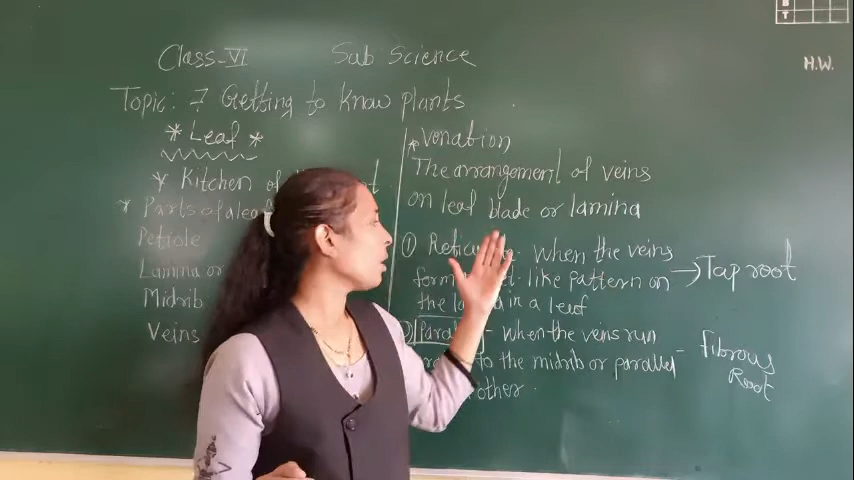 B
T
H.W.
Class-VI Sub Science
Topic: 7 Getting to know plants
* Leaf *
* Kitchen of
* Parts of a leaf
Petiole
Lamina or
Midrib
Veins
* Vonation
The arrangement of veins
on leaf blade or lamina
① when the veins
like pattern on → Tap root
the in a leaf
when the veins run
to the midrib or parallel - fibrous
Root
other.